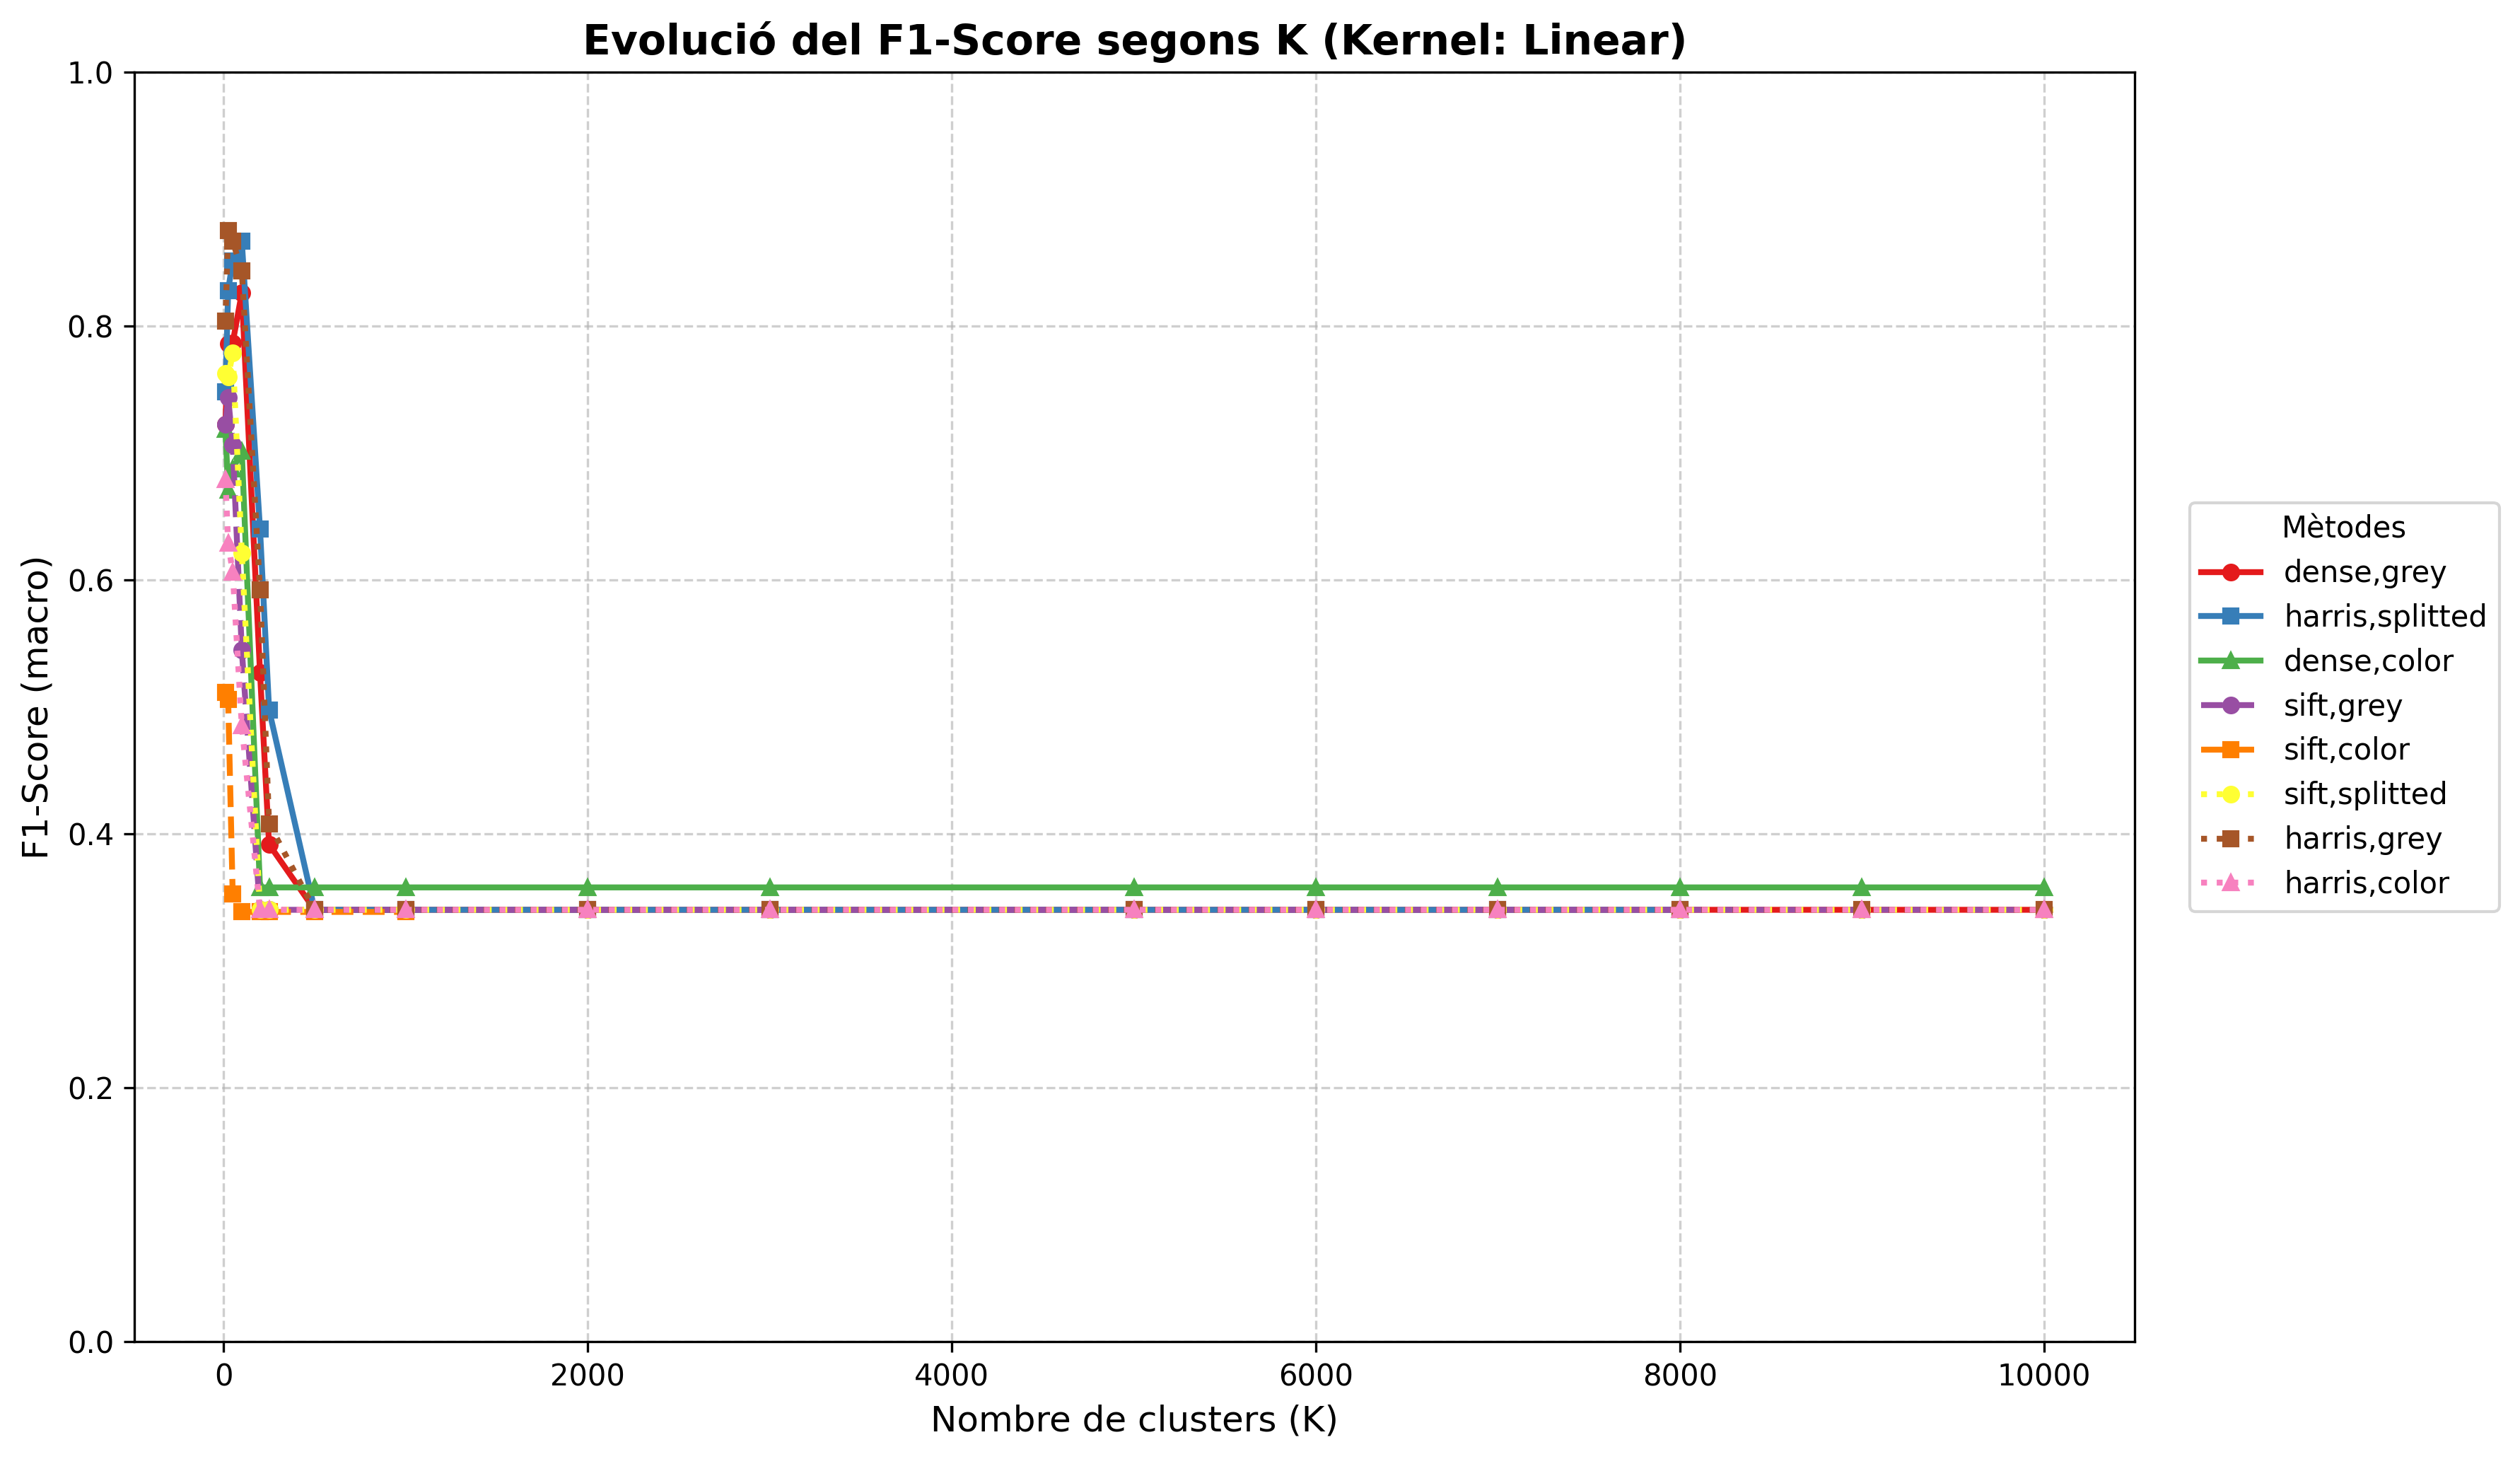 Evolució del F1-Score segons K (Kernel: Linear)
1.0
0.8
0.6
0.4
0.2
0.0
F1-Score (macro)
0
2000
4000
6000
8000
10000
Nombre de clusters (K)
Mètodes
dense,grey
harris,splitted
dense,color
sift,grey
sift,color
sift,splitted
harris,grey
harris,color